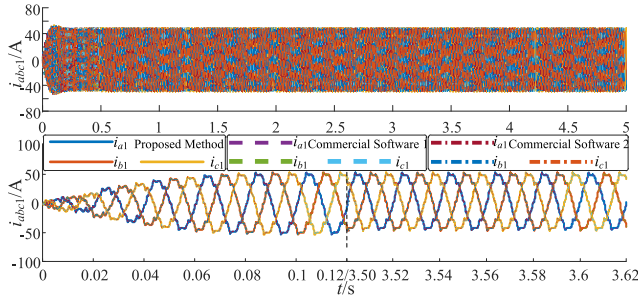 80
40
0
-40
-80
i_abc1/A
0 0.5 1 1.5 2 2.5 3 3.5 4 4.5 5
i_a1 Proposed Method i_a1 Commercial Software 1 i_a1 Commercial Software 2
i_b1 i_c1 i_b1 i_c1 i_b1 i_c1
100
50
0
-50
-100
i_abc1/A
0 0.02 0.04 0.06 0.08 0.1 0.12/3.50 3.52 3.54 3.56 3.58 3.6 3.62
t/s